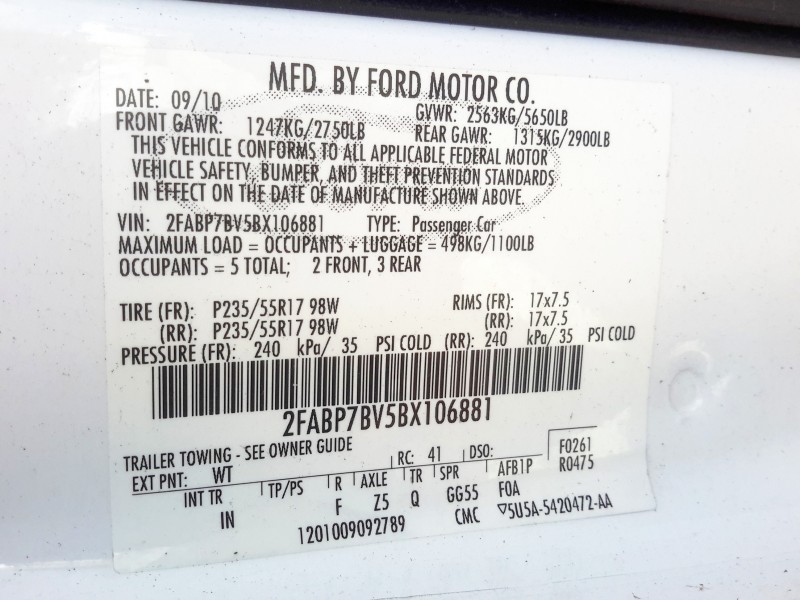 MFD. BY FORD MOTOR CO.
DATE: 09/10 GVWR: 2563KG/5650LB
FRONT GAWR: 1247KG/2750LB REAR GAWR: 1315KG/2900LB
THIS VEHICLE CONFORMS TO ALL APPLICABLE FEDERAL MOTOR
VEHICLE SAFETY, BUMPER, AND THEFT PREVENTION STANDARDS
IN EFFECT ON THE DATE OF MANUFACTURE SHOWN ABOVE.
VIN: 2FABP7BV5BX106881 TYPE: Passenger Car
MAXIMUM LOAD = OCCUPANTS + LUGGAGE = 498KG/1100LB
OCCUPANTS = 5 TOTAL; 2 FRONT, 3 REAR
TIRE (FR): P235/55R17 98W RIMS (FR): 17x7.5
(RR): P235/55R17 98W (RR): 17x7.5
PRESSURE (FR): 240 kPa/ 35 PSI COLD (RR): 240 kPa/ 35 PSI COLD
2FABP7BV5BX106881
TRAILER TOWING - SEE OWNER GUIDE
EXT PNT: WT RC: 41 DSO: F0261
INT TR TP/PS R AXLE TR SPR AFB1P R0475
IN F Z5 Q GG55 FOA
1201009092789 CMC ▽5U5A-5420472-AA